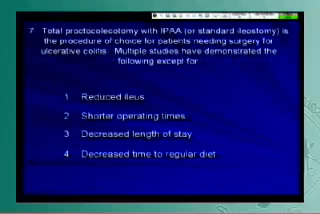 7 Total proctocolecotomy with IPAA (or standard ileostomy) is
the procedure of choice for patients needing surgery for
ulcerative colitis. Multiple studies have demonstrated the
following except for
1 Reduced ileus
2 Shorter operating times
3 Decreased length of stay
4 Decreased time to regular diet